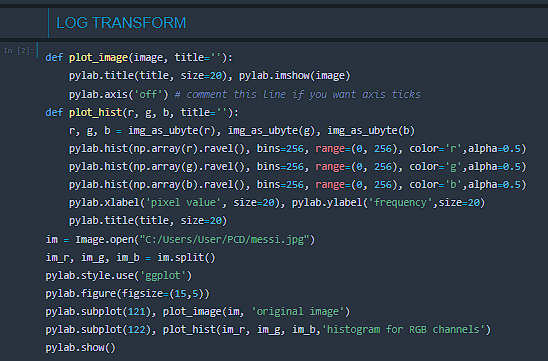 LOG TRANSFORM
In [2]:
def plot_image(image, title=''):
    pylab.title(title, size=20), pylab.imshow(image)
    pylab.axis('off') # comment this line if you want axis ticks
def plot_hist(r, g, b, title=''):
    r, g, b = img_as_ubyte(r), img_as_ubyte(g), img_as_ubyte(b)
    pylab.hist(np.array(r).ravel(), bins=256, range=(0, 256), color='r',alpha=0.5)
    pylab.hist(np.array(g).ravel(), bins=256, range=(0, 256), color='g',alpha=0.5)
    pylab.hist(np.array(b).ravel(), bins=256, range=(0, 256), color='b',alpha=0.5)
    pylab.xlabel('pixel value', size=20), pylab.ylabel('frequency',size=20)
    pylab.title(title, size=20)
im = Image.open("C:/Users/User/PCD/messi.jpg")
im_r, im_g, im_b = im.split()
pylab.style.use('ggplot')
pylab.figure(figsize=(15,5))
pylab.subplot(121), plot_image(im, 'original image')
pylab.subplot(122), plot_hist(im_r, im_g, im_b,'histogram for RGB channels')
pylab.show()